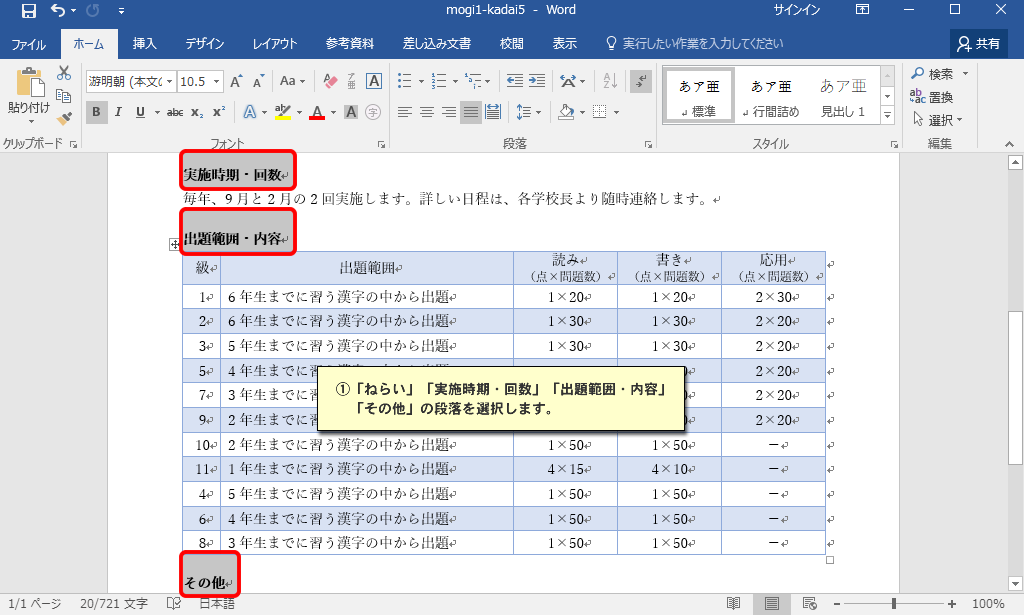 mogi1-kadai5 - Word
サインイン
ファイル
ホーム
挿入
デザイン
レイアウト
参考資料
差し込み文書
校閲
表示
実行したい作業を入力してください
共有
游明朝 (本文の
10.5
Aa
B I U abc x₂ x²
貼り付け
あア亜 あア亜 あア亜
標準
行間詰め
見出し 1
検索
置換
選択
クリップボード
フォント
段落
スタイル
編集
実施時期・回数
毎年、9 月と 2 月の 2 回実施します。詳しい日程は、各学校長より随時連絡します。
出題範囲・内容
級 出題範囲 読み（点×問題数） 書き（点×問題数） 応用（点×問題数）
1 6 年生までに習う漢字の中から出題 1×20 1×20 2×30
2 6 年生までに習う漢字の中から出題 1×30 1×30 2×20
3 5 年生までに習う漢字の中から出題 1×30 1×30 2×20
5 4 年生までに習 2×20
7 3 年生までに習 2×20
9 2 年生までに習 2×20
①「ねらい」「実施時期・回数」「出題範囲・内容」
「その他」の段落を選択します。
10 2 年生までに習う漢字の中から出題 1×50 1×50 －
11 1 年生までに習う漢字の中から出題 4×15 4×10 －
4 5 年生までに習う漢字の中から出題 1×50 1×50 －
6 4 年生までに習う漢字の中から出題 1×50 1×50 －
8 3 年生までに習う漢字の中から出題 1×50 1×50 －
その他
1/1 ページ 20/721 文字 日本語 100%